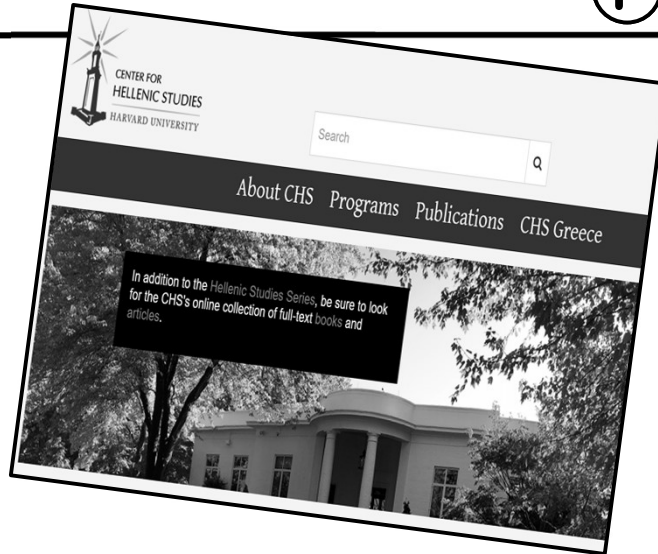 CENTER FOR
HELLENIC STUDIES
HARVARD UNIVERSITY
Search
About CHS Programs Publications CHS Greece
In addition to the Hellenic Studies Series, be sure to look
for the CHS's online collection of full-text books and
articles.